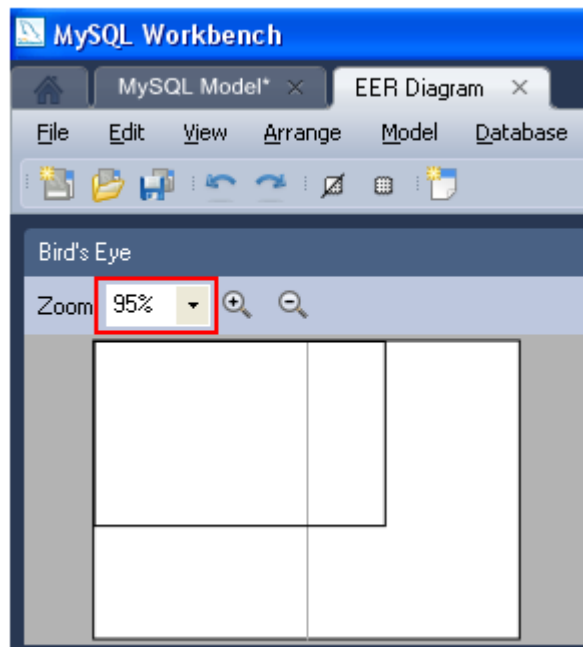 MySQL Workbench
MySQL Model* EER Diagram
File Edit View Arrange Model Database
Bird's Eye
Zoom 95%